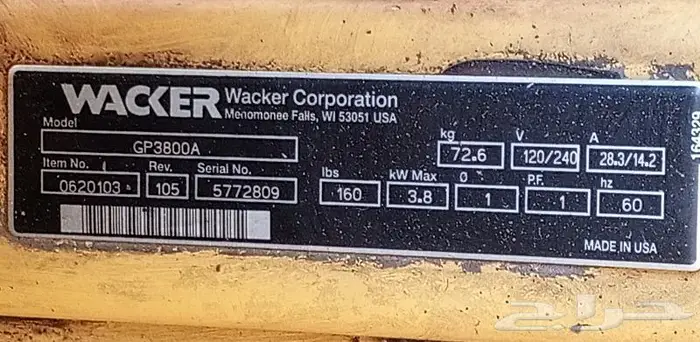 WACKER Wacker Corporation
Menomonee Falls, WI 53051 USA
Model
GP3800A
kg V A
72.6 120/240 28.3/14.2
Item No. Rev. Serial No.
0620103 105 5772809
lbs kW Max Ø P.F. hz
160 3.8 1 1 60
MADE IN USA
حراج